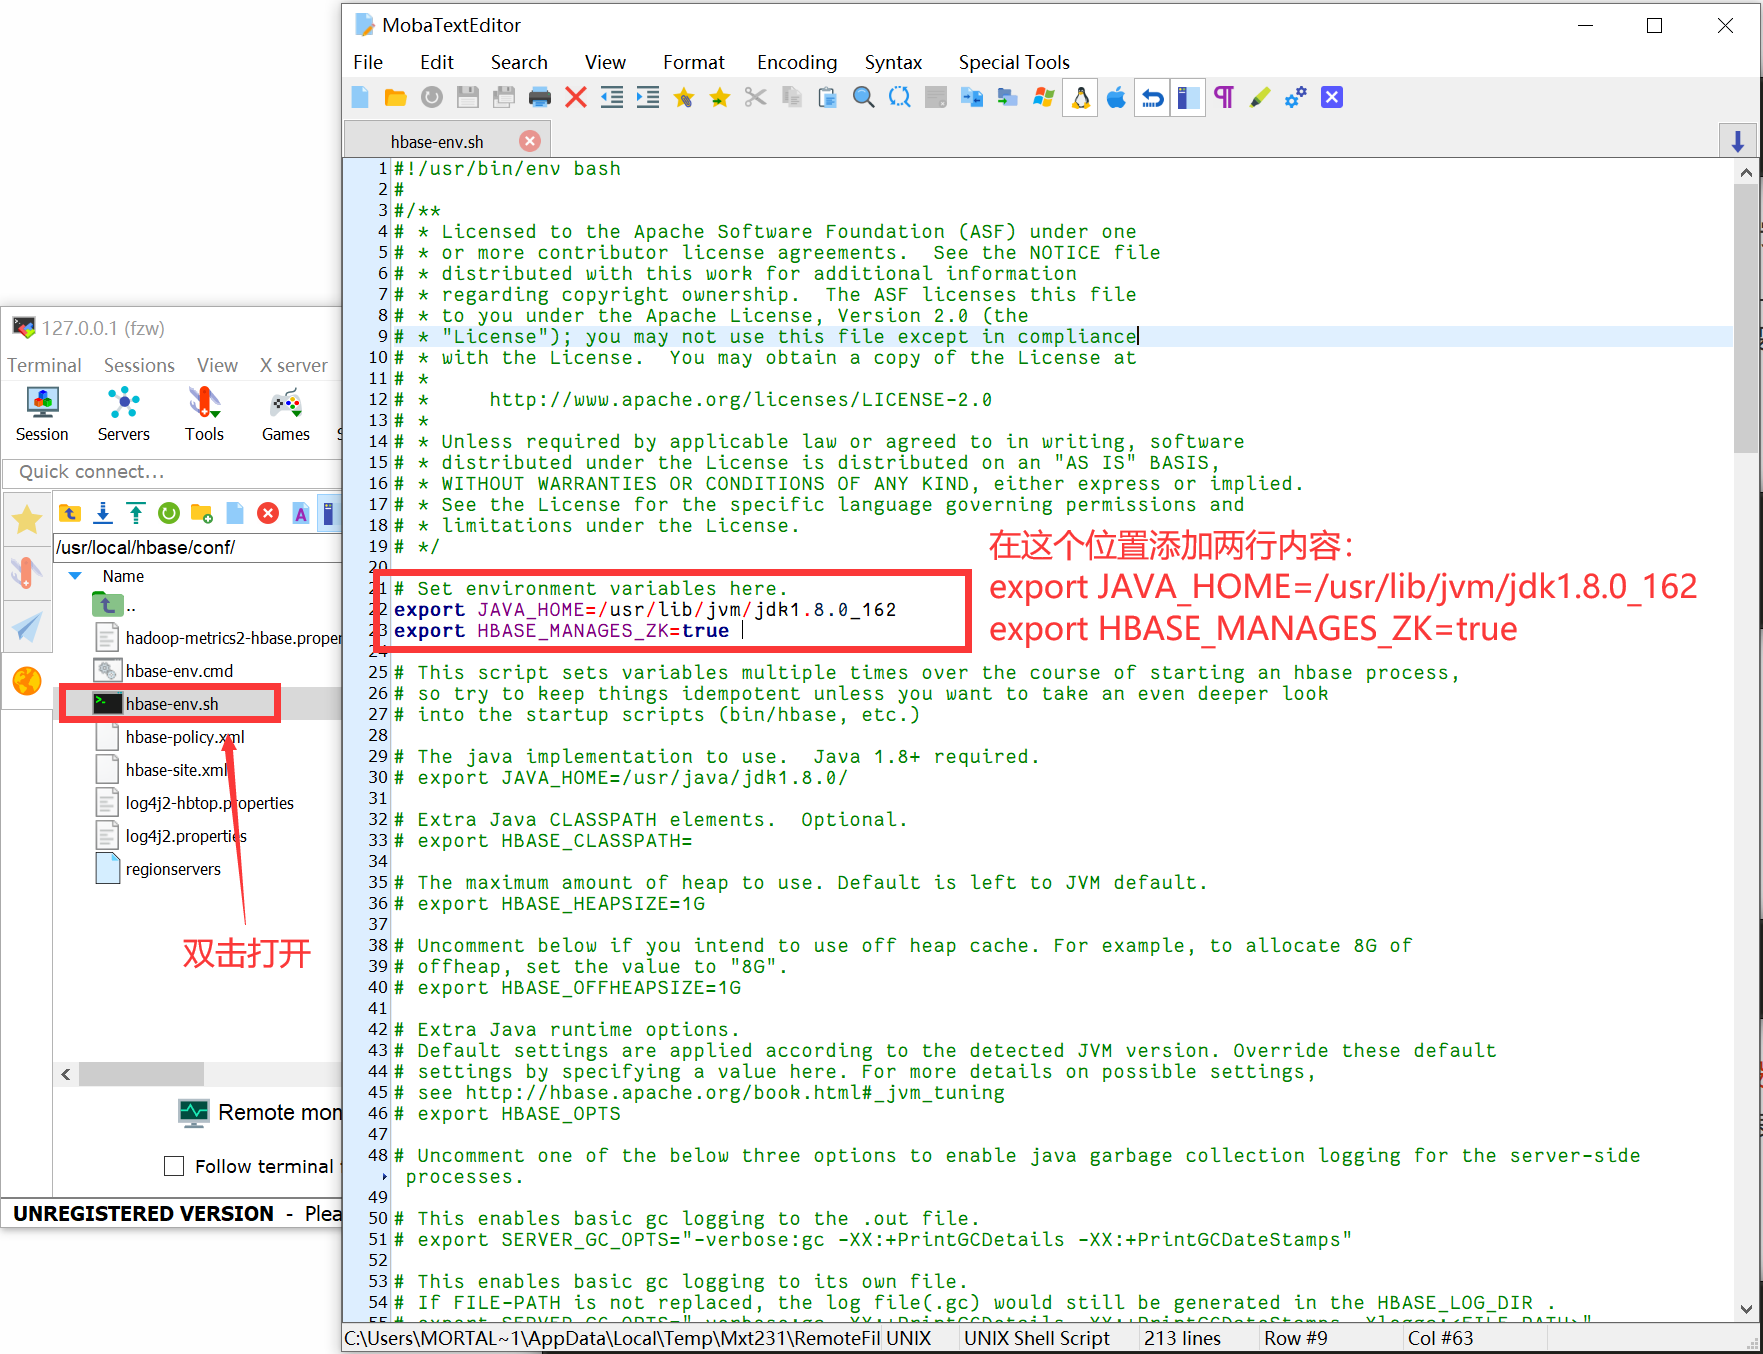 MobaTextEditor
File Edit Search View Format Encoding Syntax Special Tools
hbase-env.sh
1 #!/usr/bin/env bash
2 #
3 #/**
4 # * Licensed to the Apache Software Foundation (ASF) under one
5 # * or more contributor license agreements.  See the NOTICE file
6 # * distributed with this work for additional information
7 # * regarding copyright ownership.  The ASF licenses this file
8 # * to you under the Apache License, Version 2.0 (the
9 # * "License"); you may not use this file except in compliance
10 # * with the License.  You may obtain a copy of the License at
11 # *
12 # *     http://www.apache.org/licenses/LICENSE-2.0
13 # *
14 # * Unless required by applicable law or agreed to in writing, software
15 # * distributed under the License is distributed on an "AS IS" BASIS,
16 # * WITHOUT WARRANTIES OR CONDITIONS OF ANY KIND, either express or implied.
17 # * See the License for the specific language governing permissions and
18 # * limitations under the License.
19 # */
20
21 # Set environment variables here.
22 export JAVA_HOME=/usr/lib/jvm/jdk1.8.0_162
23 export HBASE_MANAGES_ZK=true
24
25 # This script sets variables multiple times over the course of starting an hbase process,
26 # so try to keep things idempotent unless you want to take an even deeper look
27 # into the startup scripts (bin/hbase, etc.)
28
29 # The java implementation to use.  Java 1.8+ required.
30 # export JAVA_HOME=/usr/java/jdk1.8.0/
31
32 # Extra Java CLASSPATH elements.  Optional.
33 # export HBASE_CLASSPATH=
34
35 # The maximum amount of heap to use. Default is left to JVM default.
36 # export HBASE_HEAPSIZE=1G
37
38 # Uncomment below if you intend to use off heap cache. For example, to allocate 8G of
39 # offheap, set the value to "8G".
40 # export HBASE_OFFHEAPSIZE=1G
41
42 # Extra Java runtime options.
43 # Default settings are applied according to the detected JVM version. Override these default
44 # settings by specifying a value here. For more details on possible settings,
45 # see http://hbase.apache.org/book.html#_jvm_tuning
46 # export HBASE_OPTS
47
48 # Uncomment one of the below three options to enable java garbage collection logging for the server-side
processes.
49
50 # This enables basic gc logging to the .out file.
51 # export SERVER_GC_OPTS="-verbose:gc -XX:+PrintGCDetails -XX:+PrintGCDateStamps"
52
53 # This enables basic gc logging to its own file.
54 # If FILE-PATH is not replaced, the log file(.gc) would still be generated in the HBASE_LOG_DIR .
55 # export SERVER_GC_OPTS="-verbose:gc -XX:+PrintGCDetails -XX:+PrintGCDateStamps -Xloggc:<FILE-PATH>"
在这个位置添加两行内容：
export JAVA_HOME=/usr/lib/jvm/jdk1.8.0_162
export HBASE_MANAGES_ZK=true
C:\Users\MORTAL~1\AppData\Local\Temp\Mxt231\RemoteFil UNIX UNIX Shell Script 213 lines Row #9 Col #63
127.0.0.1 (fzw)
Terminal Sessions View X server
Session Servers Tools Games
Quick connect...
/usr/local/hbase/conf/
Name
..
hadoop-metrics2-hbase.proper
hbase-env.cmd
hbase-env.sh
hbase-policy.xml
hbase-site.xml
log4j2-hbtop.properties
log4j2.properties
regionservers
双击打开
Remote mon
Follow terminal
UNREGISTERED VERSION - Plea